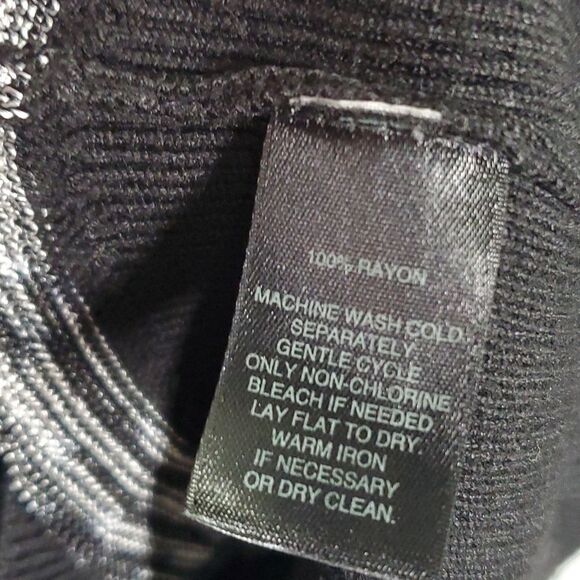 100% RAYON
MACHINE WASH COLD
SEPARATELY
GENTLE CYCLE
ONLY NON-CHLORINE
BLEACH IF NEEDED
LAY FLAT TO DRY.
WARM IRON
IF NECESSARY
OR DRY CLEAN.